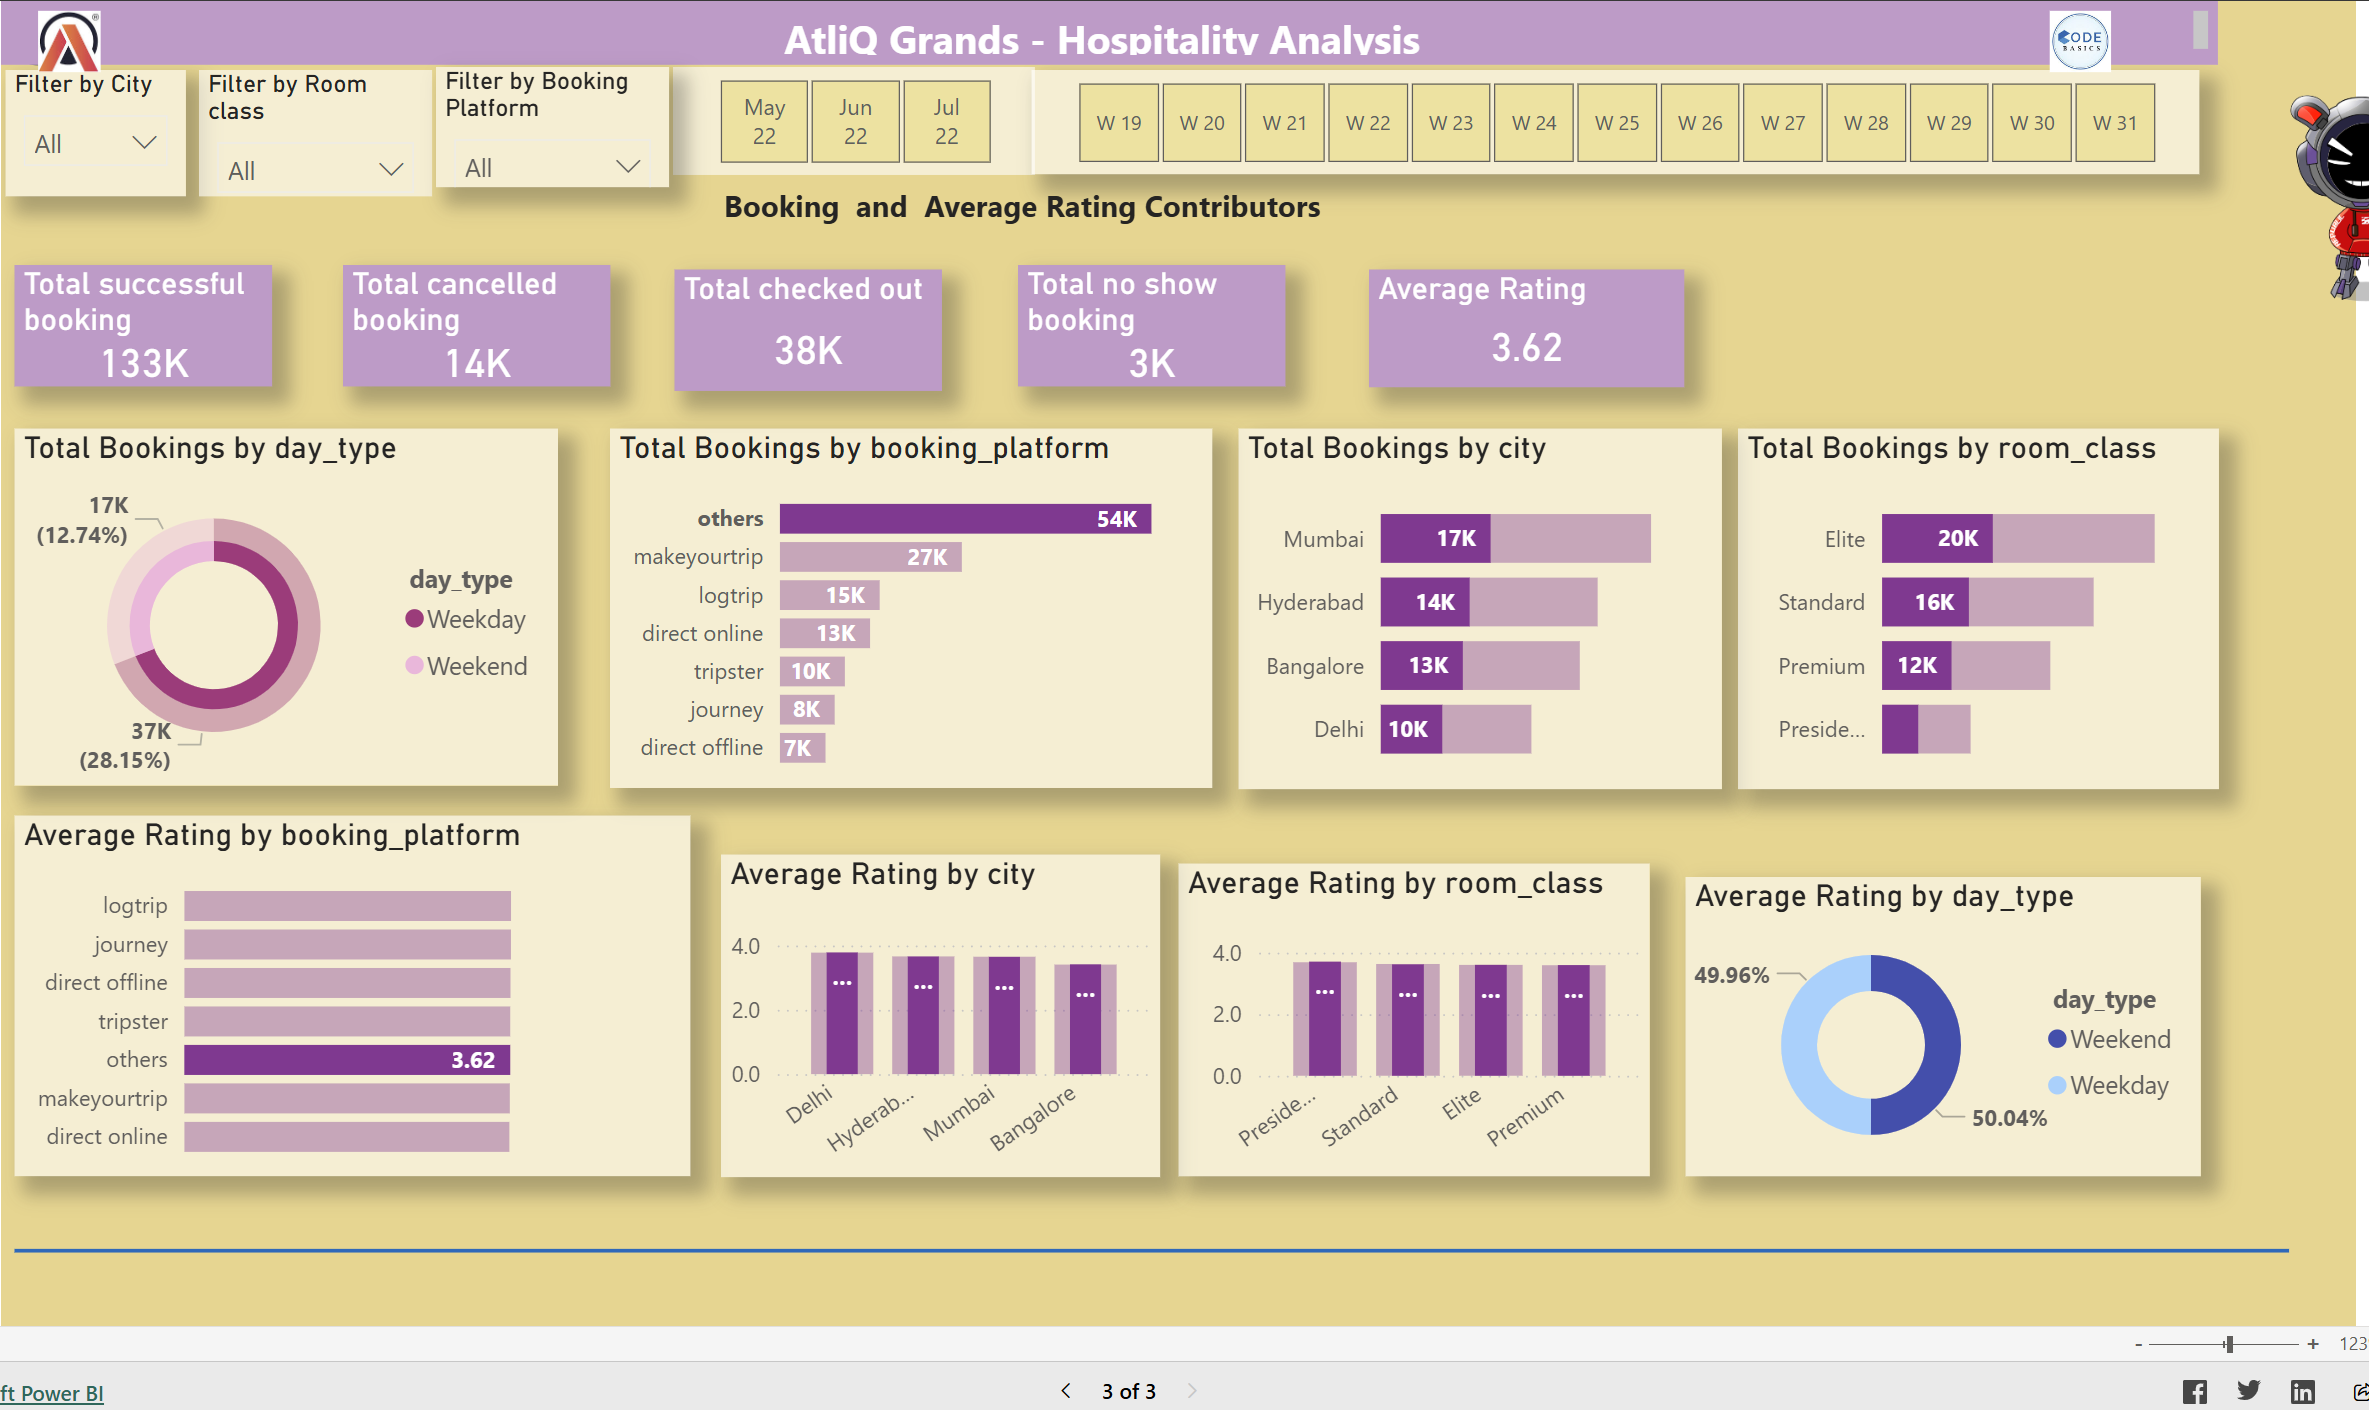 AtliQ Grands - Hospitality Analysis
CODE
BASICS
Filter by City
All
Filter by Room
class
All
Filter by Booking
Platform
All
May
22
Jun
22
Jul
22
W 19
W 20
W 21
W 22
W 23
W 24
W 25
W 26
W 27
W 28
W 29
W 30
W 31
Booking and Average Rating Contributors
Total successful
booking
133K
Total cancelled
booking
14K
Total checked out
38K
Total no show
booking
3K
Average Rating
3.62
Total Bookings by day_type
17K
(12.74%)
37K
(28.15%)
day_type
Weekday
Weekend
Total Bookings by booking_platform
others 54K
makeyourtrip 27K
logtrip 15K
direct online 13K
tripster 10K
journey 8K
direct offline 7K
Total Bookings by city
Mumbai 17K
Hyderabad 14K
Bangalore 13K
Delhi 10K
Total Bookings by room_class
Elite 20K
Standard 16K
Premium 12K
Preside...
Average Rating by booking_platform
logtrip
journey
direct offline
tripster
others 3.62
makeyourtrip
direct online
Average Rating by city
4.0
2.0
0.0
... ... ... ...
Delhi
Hyderab...
Mumbai
Bangalore
Average Rating by room_class
4.0
2.0
0.0
... ... ... ...
Preside...
Standard
Elite
Premium
Average Rating by day_type
49.96%
50.04%
day_type
Weekend
Weekday
- + 123
ft Power BI
< 3 of 3 >